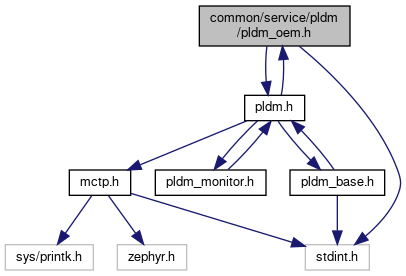 common/service/pldm
/pldm_oem.h
pldm.h
mctp.h
pldm_monitor.h
pldm_base.h
sys/printk.h
zephyr.h
stdint.h